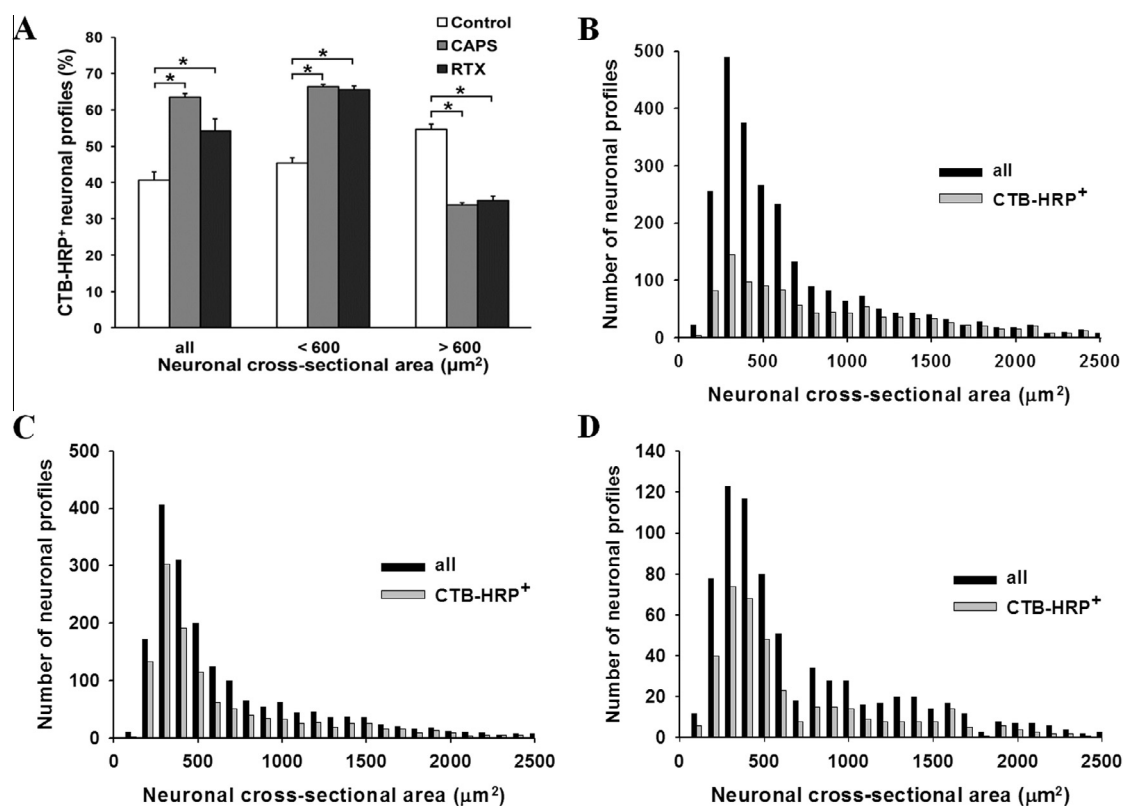 A
CTB-HRP+ neuronal profiles (%)
80
70
60
50
40
30
20
10
0
Control
CAPS
RTX
* * * * * *
all < 600 > 600
Neuronal cross-sectional area (µm²)
B
Number of neuronal profiles
500
400
300
200
100
0
all
CTB-HRP+
0 500 1000 1500 2000 2500
Neuronal cross-sectional area (µm²)
C
Number of neuronal profiles
500
400
300
200
100
0
all
CTB-HRP+
0 500 1000 1500 2000 2500
Neuronal cross-sectional area (µm²)
D
Number of neuronal profiles
140
120
100
80
60
40
20
0
all
CTB-HRP+
0 500 1000 1500 2000 2500
Neuronal cross-sectional area (µm²)